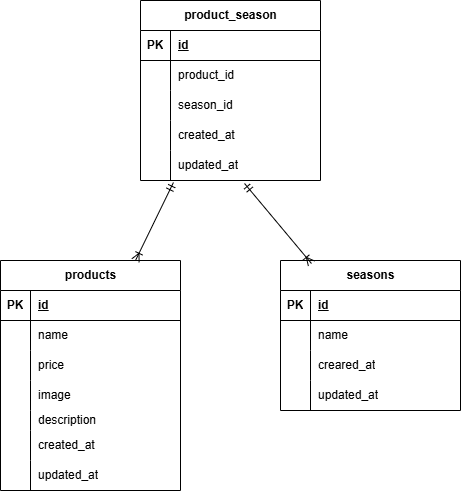 product_season
PK id
product_id
season_id
created_at
updated_at
products
PK id
name
price
image
description
created_at
updated_at
seasons
PK id
name
creared_at
updated_at